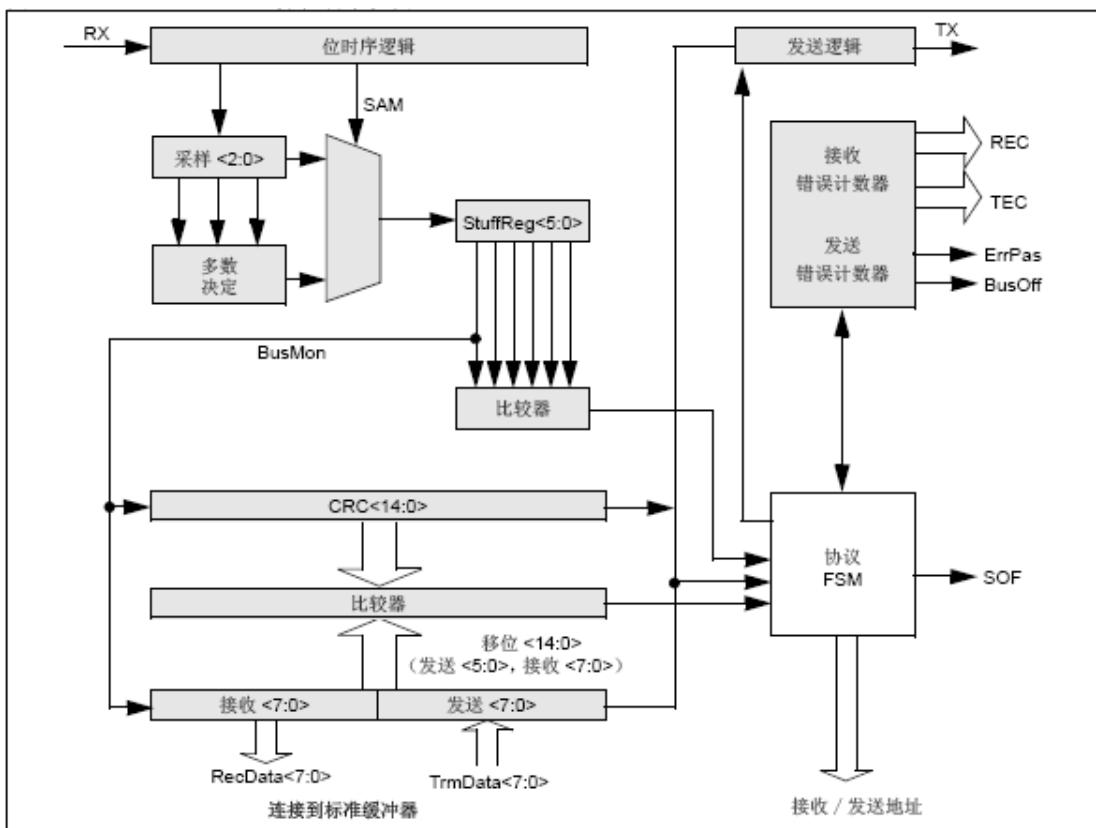 RX
位时序逻辑
发送逻辑
TX
SAM
采样 <2:0>
接收
错误计数器
REC
TEC
StuffReg<5:0>
多数
决定
发送
错误计数器
ErrPas
BusOff
BusMon
比较器
CRC<14:0>
协议
FSM
SOF
比较器
移位 <14:0>
（发送 <5:0>，接收 <7:0>）
接收 <7:0>
发送 <7:0>
RecData<7:0>
TrmData<7:0>
连接到标准缓冲器
接收 / 发送地址